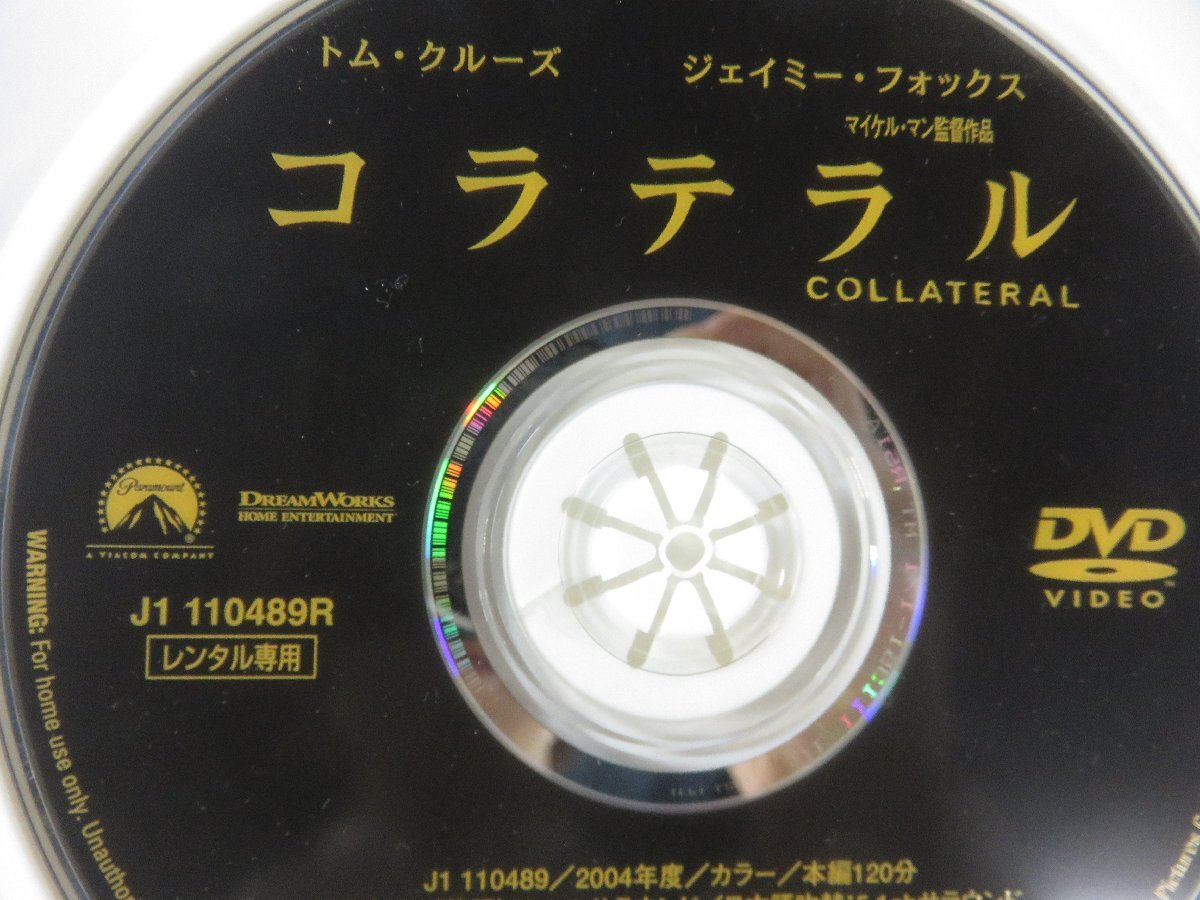 トム・クルーズ ジェイミー・フォックス
マイケル・マン監督作品
コラテラル
COLLATERAL
Paramount
A VIACOM COMPANY
DREAMWORKS
HOME ENTERTAINMENT
DVD
VIDEO
J1 110489R
レンタル専用
WARNING: For home use only. Unauthor
J1 110489／2004年度／カラー／本編120分
Pictures